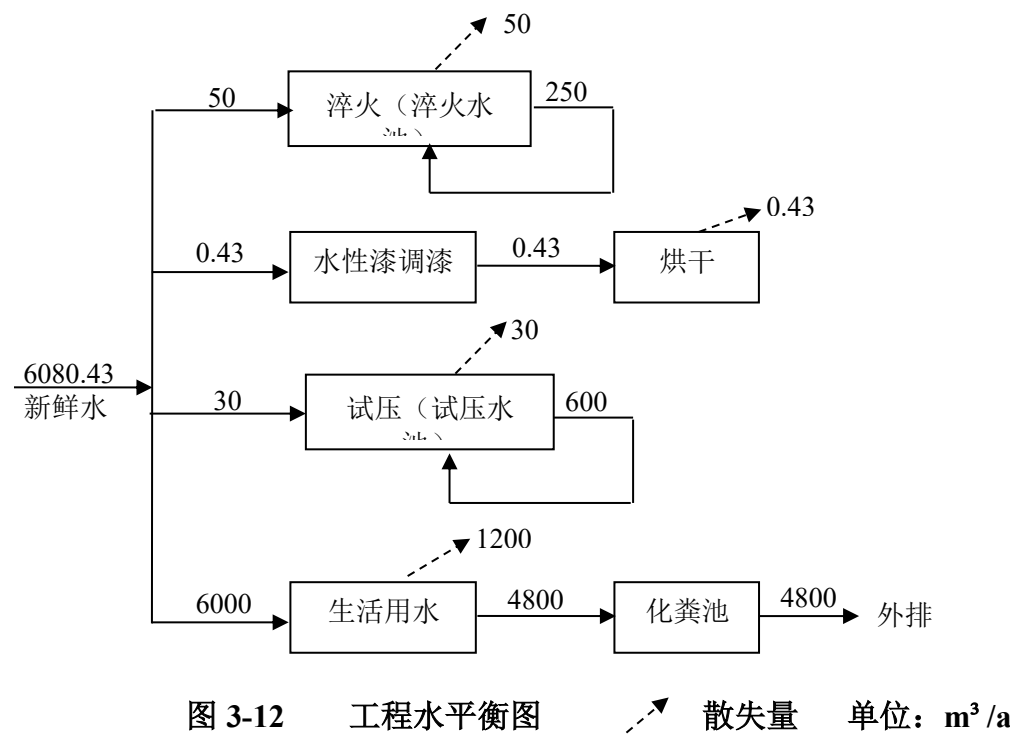 50
50
淬火（淬火水
池）
250
0.43
水性漆调漆
0.43
烘干
0.43
30
6080.43
新鲜水
30
试压（试压水
池）
600
1200
6000
生活用水
4800
化粪池
4800
外排
图 3-12 工程水平衡图 散失量 单位：m³/a